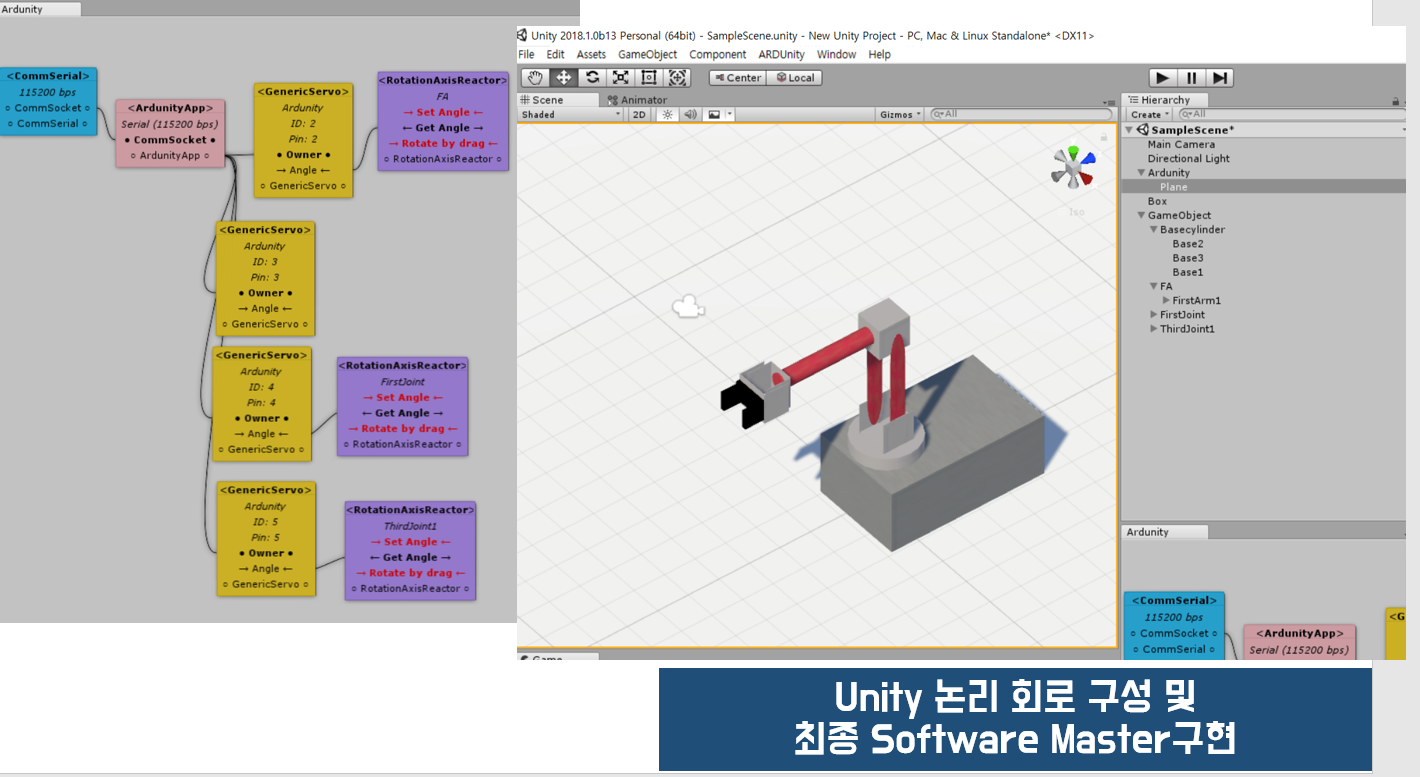 Ardunity
<CommSerial>
115200 bps
CommSocket
CommSerial
<ArdunityApp>
Serial (115200 bps)
• CommSocket •
ArdunityApp
<GenericServo>
Ardunity
ID: 2
Pin: 2
• Owner •
→ Angle ←
GenericServo
<RotationAxisReactor>
FA
→ Set Angle ←
← Get Angle →
→ Rotate by drag ←
RotationAxisReactor
<GenericServo>
Ardunity
ID: 3
Pin: 3
• Owner •
→ Angle ←
GenericServo
<GenericServo>
Ardunity
ID: 4
Pin: 4
• Owner •
→ Angle ←
GenericServo
<RotationAxisReactor>
FirstJoint
→ Set Angle ←
← Get Angle →
→ Rotate by drag ←
RotationAxisReactor
<GenericServo>
Ardunity
ID: 5
Pin: 5
• Owner •
→ Angle ←
GenericServo
<RotationAxisReactor>
ThirdJoint1
→ Set Angle ←
← Get Angle →
→ Rotate by drag ←
RotationAxisReactor
Unity 2018.1.0b13 Personal (64bit) - SampleScene.unity - New Unity Project - PC, Mac & Linux Standalone* <DX11>
File Edit Assets GameObject Component ARDUnity Window Help
Center Local
Scene Animator
Shaded 2D Gizmos All
Iso
Hierarchy
Create All
SampleScene*
Main Camera
Directional Light
Ardunity
Plane
Box
GameObject
Basecylinder
Base2
Base3
Base1
FA
FirstArm1
FirstJoint
ThirdJoint1
Ardunity
<CommSerial>
115200 bps
CommSocket
CommSerial
<ArdunityApp>
Serial (115200 bps)
<G
Game
Unity 논리 회로 구성 및
최종 Software Master구현